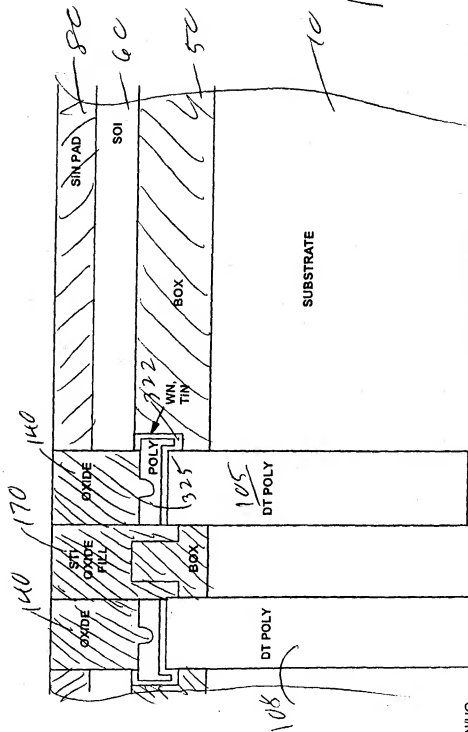 140
170
140
80
60
50
10
OXIDE
STI
OXIDE
FILL
OXIDE
SIN PAD
SOI
POLY
BOX
BOX
322
WN,
TIN
325
SUBSTRATE
DT POLY
105
DT POLY
108